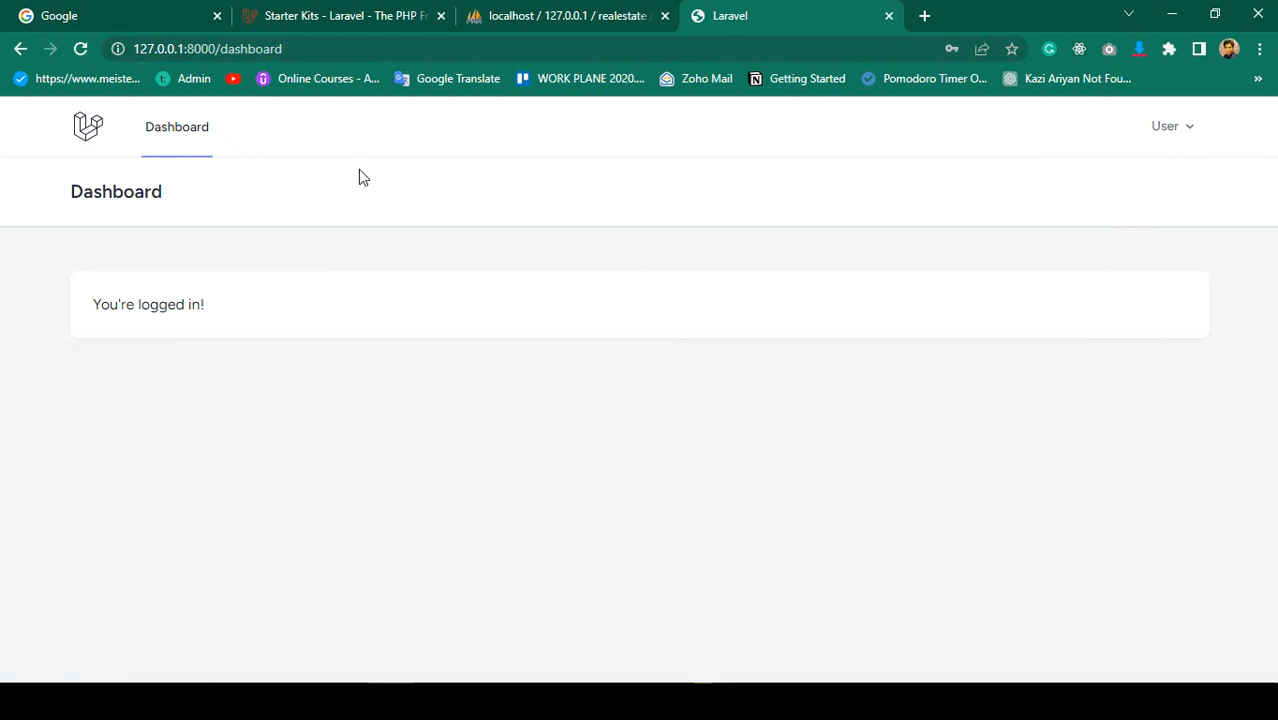 Google
Starter Kits - Laravel - The PHP Fr
localhost / 127.0.0.1 / realestate /
Laravel
127.0.0.1:8000/dashboard
https://www.meiste...
Admin
Online Courses - A...
Google Translate
WORK PLANE 2020....
Zoho Mail
Getting Started
Pomodoro Timer O...
Kazi Ariyan Not Fou...
»
Dashboard
User
Dashboard
You're logged in!